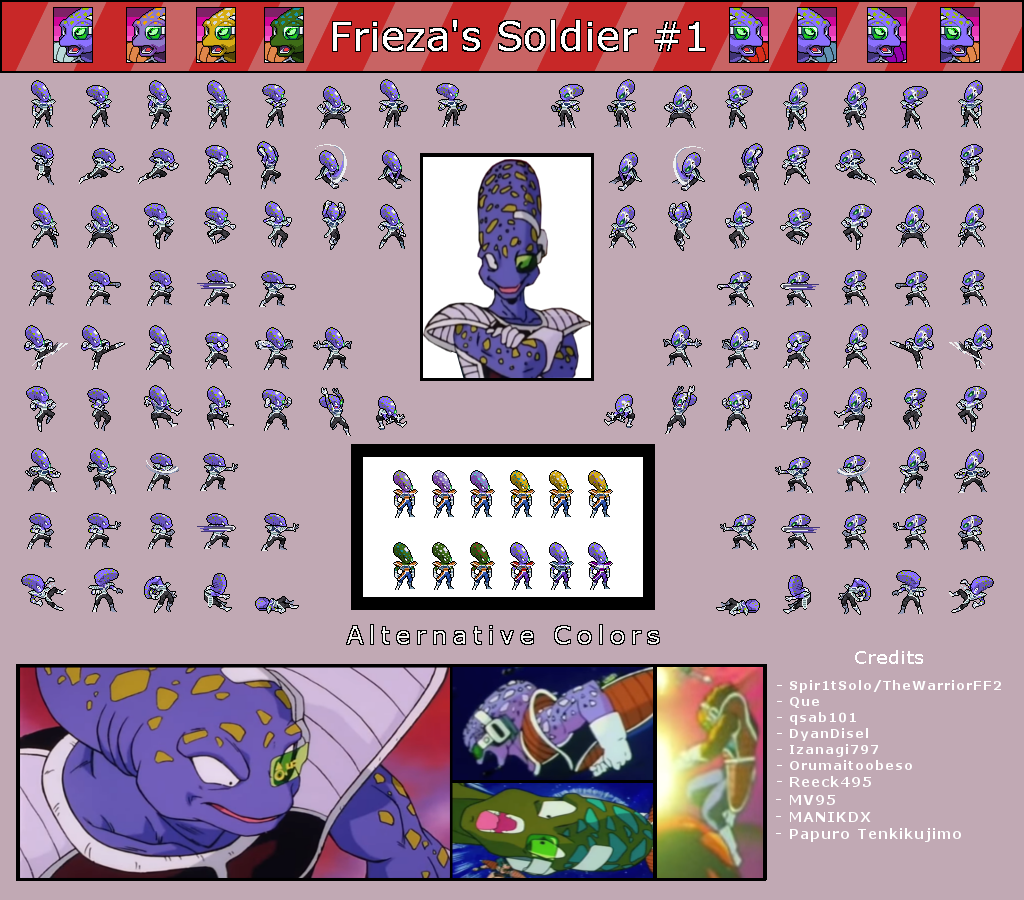 Frieza's Soldier #1
Alternative Colors
Credits
- Spir1tSolo/TheWarriorFF2
- Que
- qsab101
- DyanDisel
- Izanagi797
- Orumaitoobeso
- Reeck495
- MV95
- MANIKDX
- Papuro Tenkikujimo